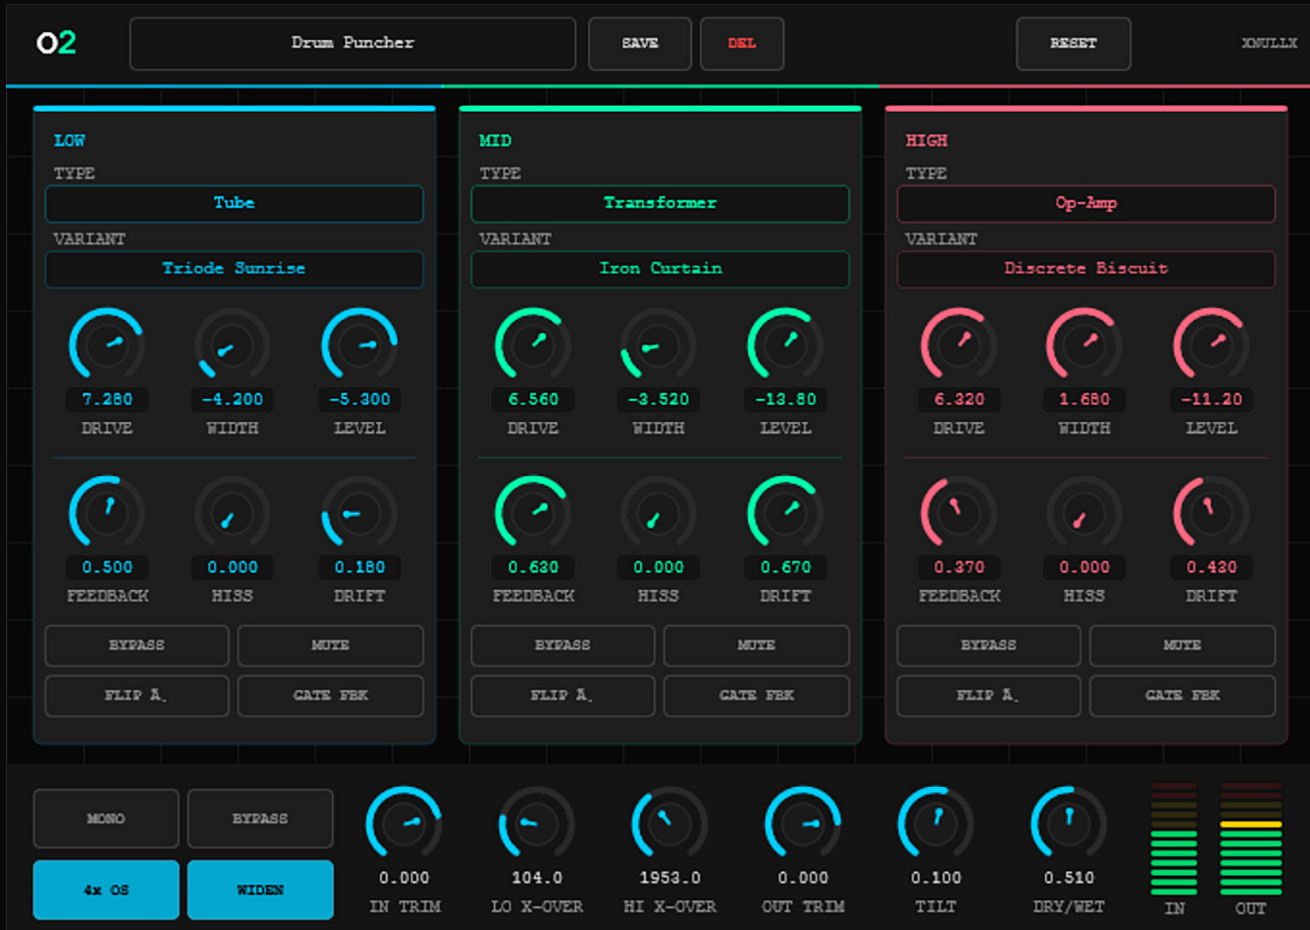 O2 Drum Puncher SAVE DEL RESET XNULLX
LOW MID HIGH
TYPE TYPE TYPE
Tube Transformer Op-Amp
VARIANT VARIANT VARIANT
Triode Sunrise Iron Curtain Discrete Biscuit
7.280 -4.200 -5.300 6.560 -3.520 -13.80 6.320 1.680 -11.20
DRIVE WIDTH LEVEL DRIVE WIDTH LEVEL DRIVE WIDTH LEVEL
0.500 0.000 0.180 0.630 0.000 0.670 0.370 0.000 0.430
FEEDBACK HISS DRIFT FEEDBACK HISS DRIFT FEEDBACK HISS DRIFT
BYPASS MUTE BYPASS MUTE BYPASS MUTE
FLIP Ã˛ GATE FBK FLIP Ã˛ GATE FBK FLIP Ã˛ GATE FBK
MONO BYPASS
4x OS WIDEN
0.000 104.0 1953.0 0.000 0.100 0.510
IN TRIM LO X-OVER HI X-OVER OUT TRIM TILT DRY/WET IN OUT